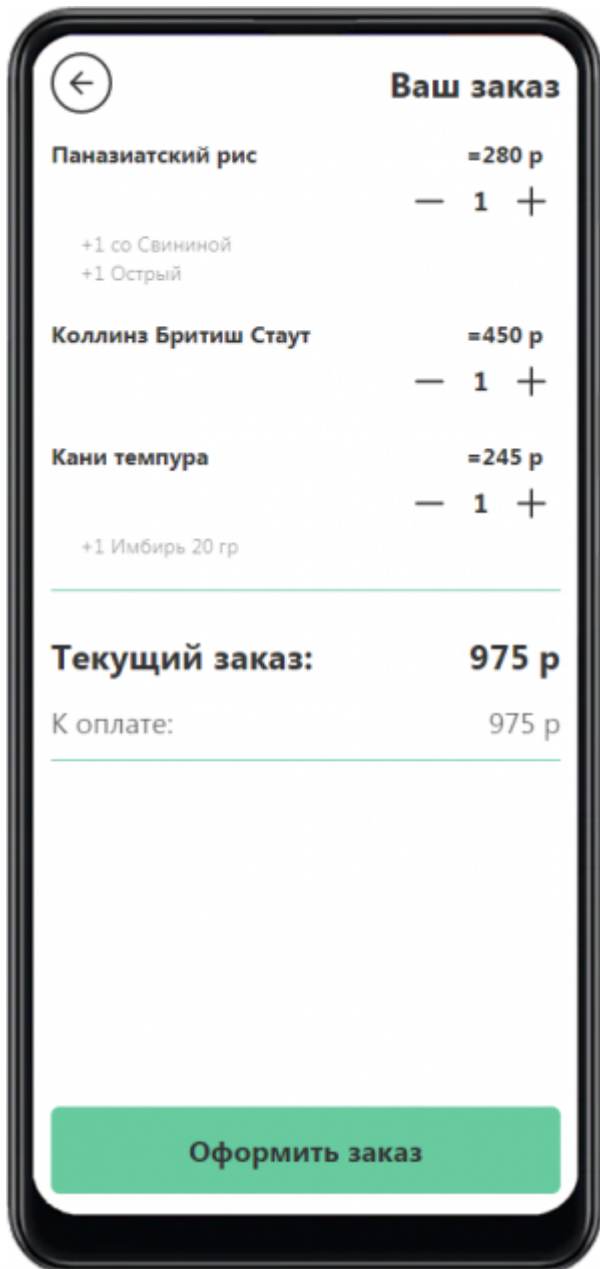 Ваш заказ
Паназиатский рис =280 р
— 1 +
+1 со Свининой
+1 Острый
Коллинз Бритиш Стаут =450 р
— 1 +
Кани темпура =245 р
— 1 +
+1 Имбирь 20 гр
Текущий заказ: 975 р
К оплате: 975 р
Оформить заказ